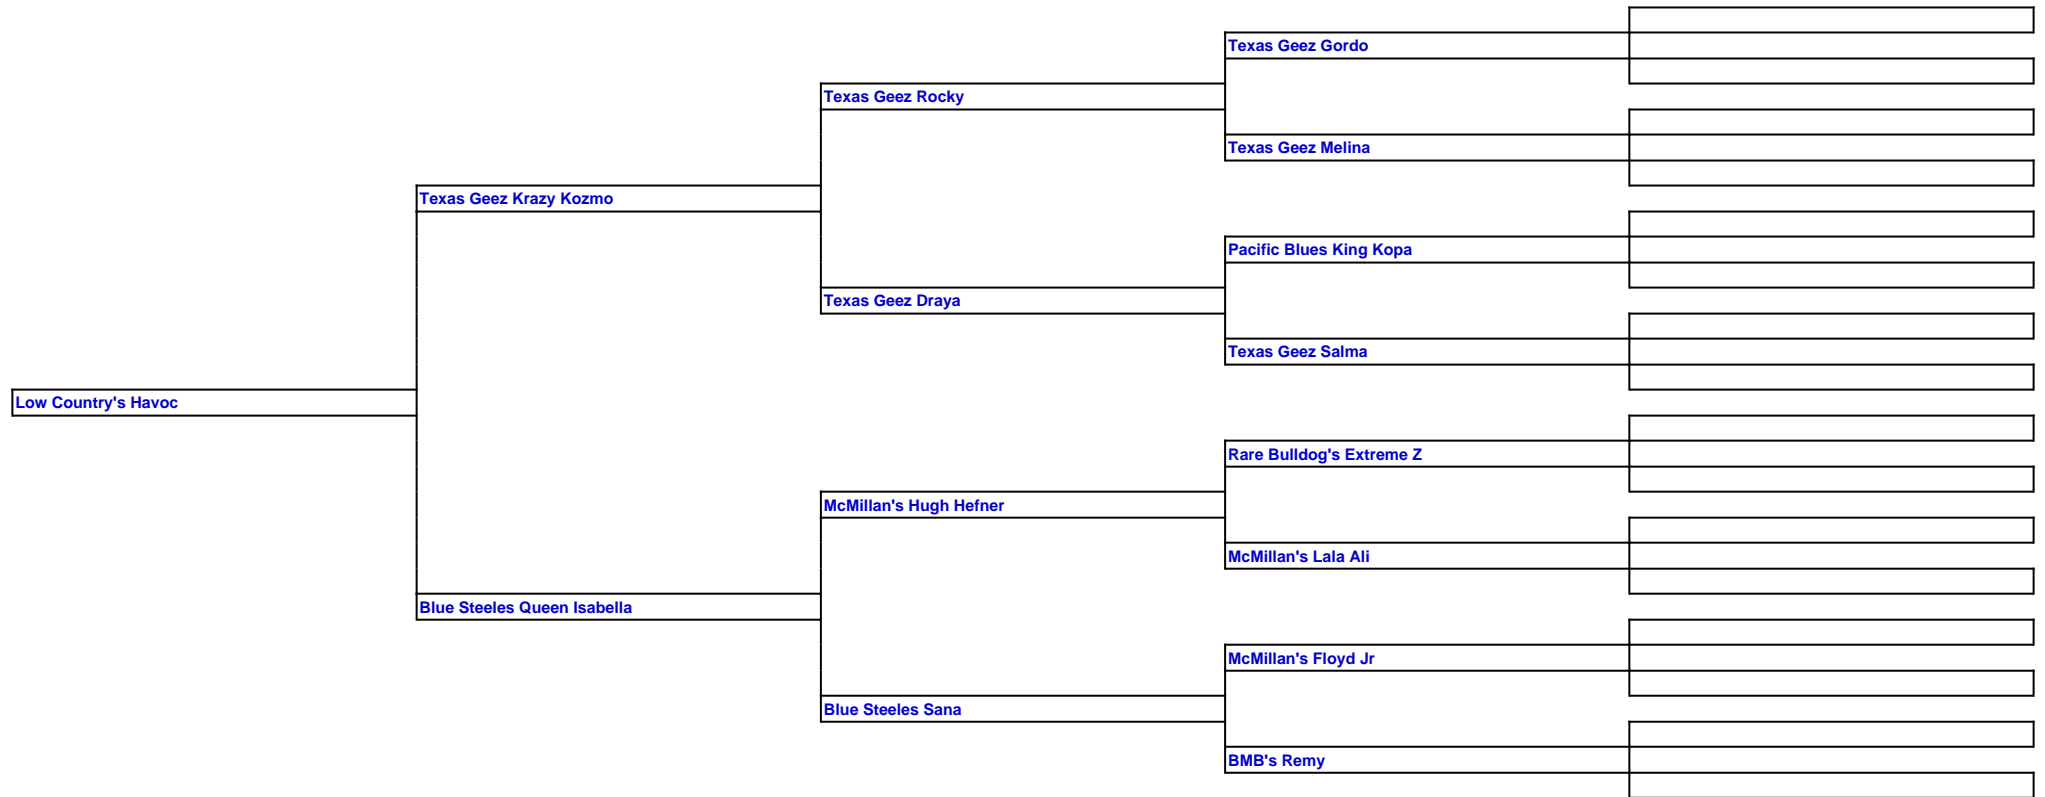 Texas Geez Gordo
Texas Geez Rocky
Texas Geez Melina
Texas Geez Krazy Kozmo
Pacific Blues King Kopa
Texas Geez Draya
Texas Geez Salma
Low Country's Havoc
Rare Bulldog's Extreme Z
McMillan's Hugh Hefner
McMillan's Lala Ali
Blue Steeles Queen Isabella
McMillan's Floyd Jr
Blue Steeles Sana
BMB's Remy